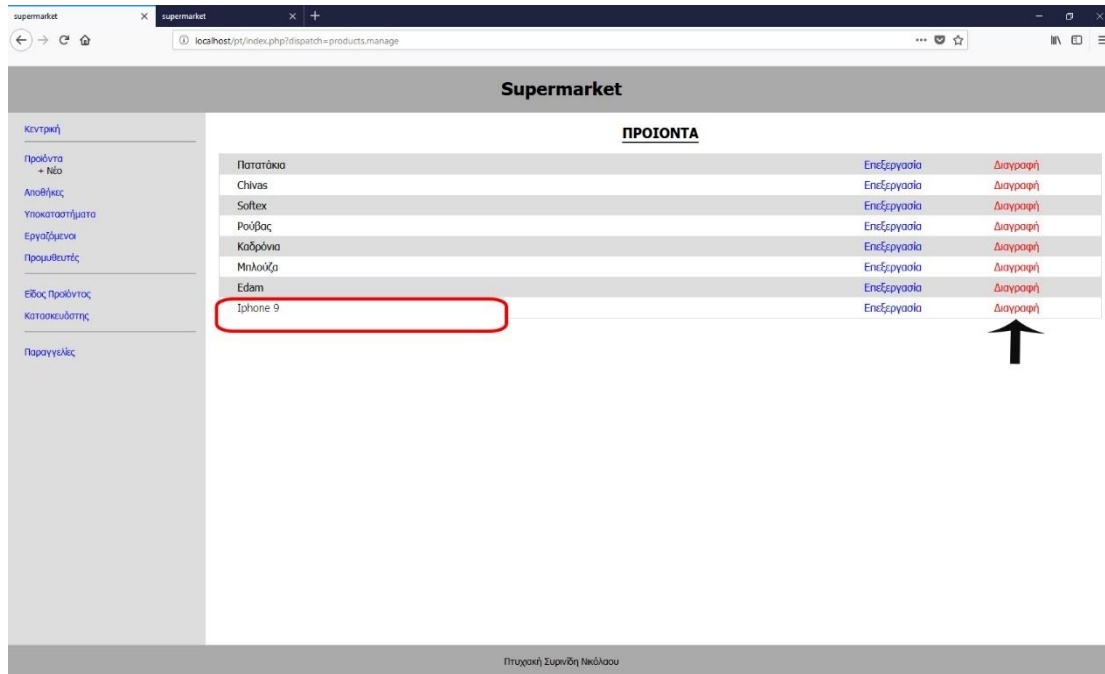 supermarket
supermarket
localhost/pt/index.php?dispatch=products.manage
Supermarket
Κεντρική
Προϊόντα
+ Νέο
Αποθήκες
Υποκαταστήματα
Εργαζόμενοι
Προμυθευτές
Είδος Προϊόντος
Κατασκευάστης
Παραγγελίες
ΠΡΟΙΟΝΤΑ
Πατατάκια Επεξεργασία Διαγραφή
Chivas Επεξεργασία Διαγραφή
Softex Επεξεργασία Διαγραφή
Ρούβας Επεξεργασία Διαγραφή
Καδρόνια Επεξεργασία Διαγραφή
Μπλούζα Επεξεργασία Διαγραφή
Edam Επεξεργασία Διαγραφή
Iphone 9 Επεξεργασία Διαγραφή
Πτυχιακή Συρινίδη Νικόλαου